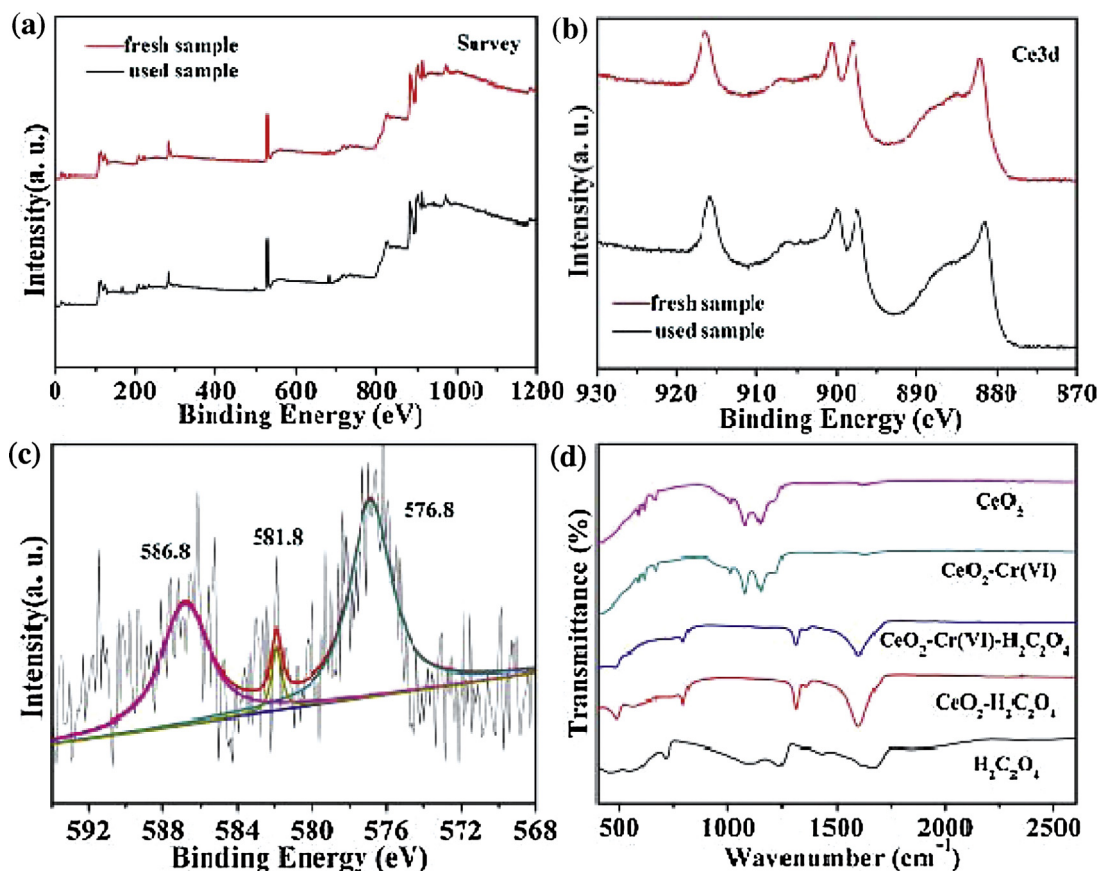 (a)
fresh sample
used sample
Survey
Intensity(a. u.)
0 200 400 600 800 1000 1200
Binding Energy (eV)
(b)
Ce3d
fresh sample
used sample
Intensity(a. u.)
930 920 910 900 890 880 870
Binding Energy (eV)
(c)
586.8
581.8
576.8
Intensity(a. u.)
592 588 584 580 576 572 568
Binding Energy (eV)
(d)
CeO₂
CeO₂-Cr(VI)
CeO₂-Cr(VI)-H₂C₂O₄
CeO₂-H₂C₂O₄
H₂C₂O₄
Transmittance (%)
500 1000 1500 2000 2500
Wavenumber (cm⁻¹)